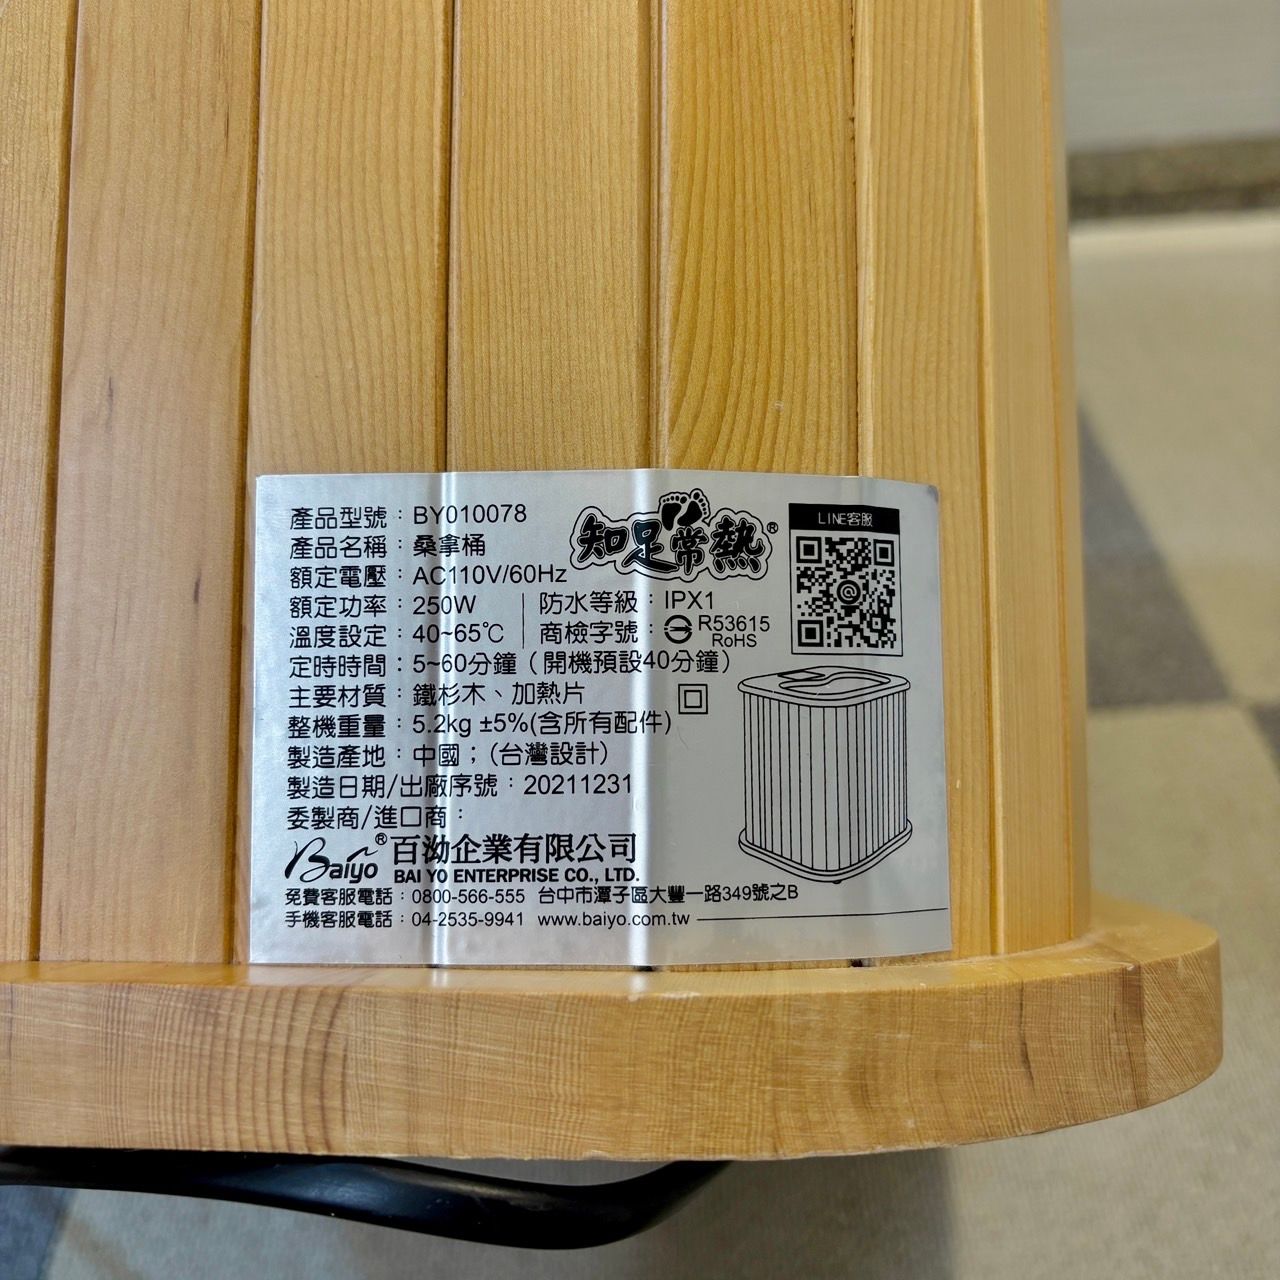 產品型號：BY010078
產品名稱：桑拿桶
額定電壓：AC110V/60Hz
額定功率：250W
防水等級：IPX1
溫度設定：40~65℃
商檢字號：R53615
RoHS
定時時間：5~60分鐘（開機預設40分鐘）
主要材質：鐵杉木、加熱片
整機重量：5.2kg ±5%(含所有配件)
製造產地：中國；(台灣設計)
製造日期/出廠序號：20211231
委製商/進口商：
Baiyo® 百泑企業有限公司
BAI YO ENTERPRISE CO., LTD.
免費客服電話：0800-566-555 台中市潭子區大豐一路349號之B
手機客服電話：04-2535-9941 www.baiyo.com.tw
知足常熱®
LINE客服
@